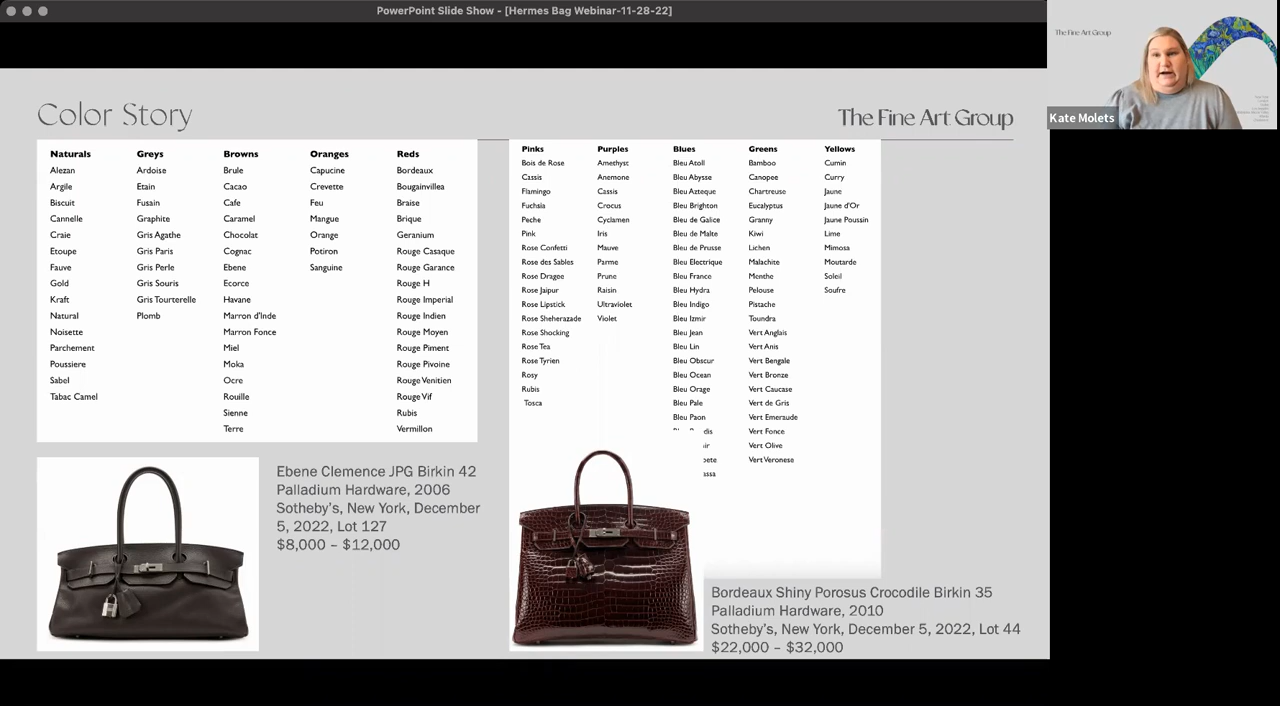 PowerPoint Slide Show - [Hermes Bag Webinar-11-28-22]
The Fine Art Group
Kate Molets
Color Story
The Fine Art Group
Naturals
Alezan
Argile
Biscuit
Cannelle
Craie
Etoupe
Fauve
Gold
Kraft
Natural
Noisette
Parchement
Poussiere
Sabel
Tabac Camel
Greys
Ardoise
Etain
Fusain
Graphite
Gris Agathe
Gris Paris
Gris Perle
Gris Souris
Gris Tourterelle
Plomb
Browns
Brule
Cacao
Cafe
Caramel
Chocolat
Cognac
Ebene
Ecorce
Havane
Marron d'Inde
Marron Fonce
Miel
Moka
Ocre
Rouille
Sienne
Terre
Oranges
Capucine
Crevette
Feu
Mangue
Orange
Potiron
Sanguine
Reds
Bordeaux
Bougainvillea
Braise
Brique
Geranium
Rouge Casaque
Rouge Garance
Rouge H
Rouge Imperial
Rouge Indien
Rouge Moyen
Rouge Piment
Rouge Pivoine
Rouge Venitien
Rouge Vif
Rubis
Vermillon
Pinks
Bois de Rose
Cassis
Flamingo
Fuchsia
Peche
Pink
Rose Confetti
Rose des Sables
Rose Dragee
Rose Jaipur
Rose Lipstick
Rose Sheherazade
Rose Shocking
Rose Tea
Rose Tyrien
Rosy
Rubis
Tosca
Purples
Amethyst
Anemone
Cassis
Crocus
Cyclamen
Iris
Mauve
Parme
Prune
Raisin
Ultraviolet
Violet
Blues
Bleu Atoll
Bleu Abysse
Bleu Azteque
Bleu Brighton
Bleu de Galice
Bleu de Malte
Bleu de Prusse
Bleu Electrique
Bleu France
Bleu Hydra
Bleu Indigo
Bleu Izmir
Bleu Jean
Bleu Lin
Bleu Obscur
Bleu Ocean
Bleu Orage
Bleu Pale
Bleu Paon
Greens
Bamboo
Canopee
Chartreuse
Eucalyptus
Granny
Kiwi
Lichen
Malachite
Menthe
Pelouse
Pistache
Toundra
Vert Anglais
Vert Anis
Vert Bengale
Vert Bronze
Vert Caucase
Vert de Gris
Vert Emeraude
Vert Fonce
Vert Olive
Vert Veronese
Yellows
Cumin
Curry
Jaune
Jaune d'Or
Jaune Poussin
Lime
Mimosa
Moutarde
Soleil
Soufre
Ebene Clemence JPG Birkin 42
Palladium Hardware, 2006
Sotheby's, New York, December
5, 2022, Lot 127
$8,000 – $12,000
Bordeaux Shiny Porosus Crocodile Birkin 35
Palladium Hardware, 2010
Sotheby's, New York, December 5, 2022, Lot 44
$22,000 – $32,000